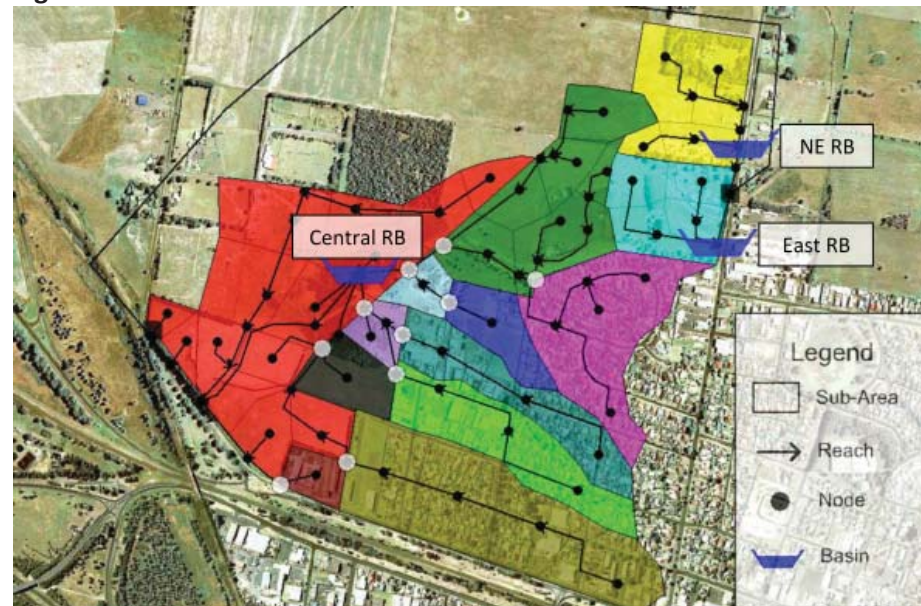 NE RB
Central RB
East RB
Legend
Sub-Area
Reach
Node
Basin